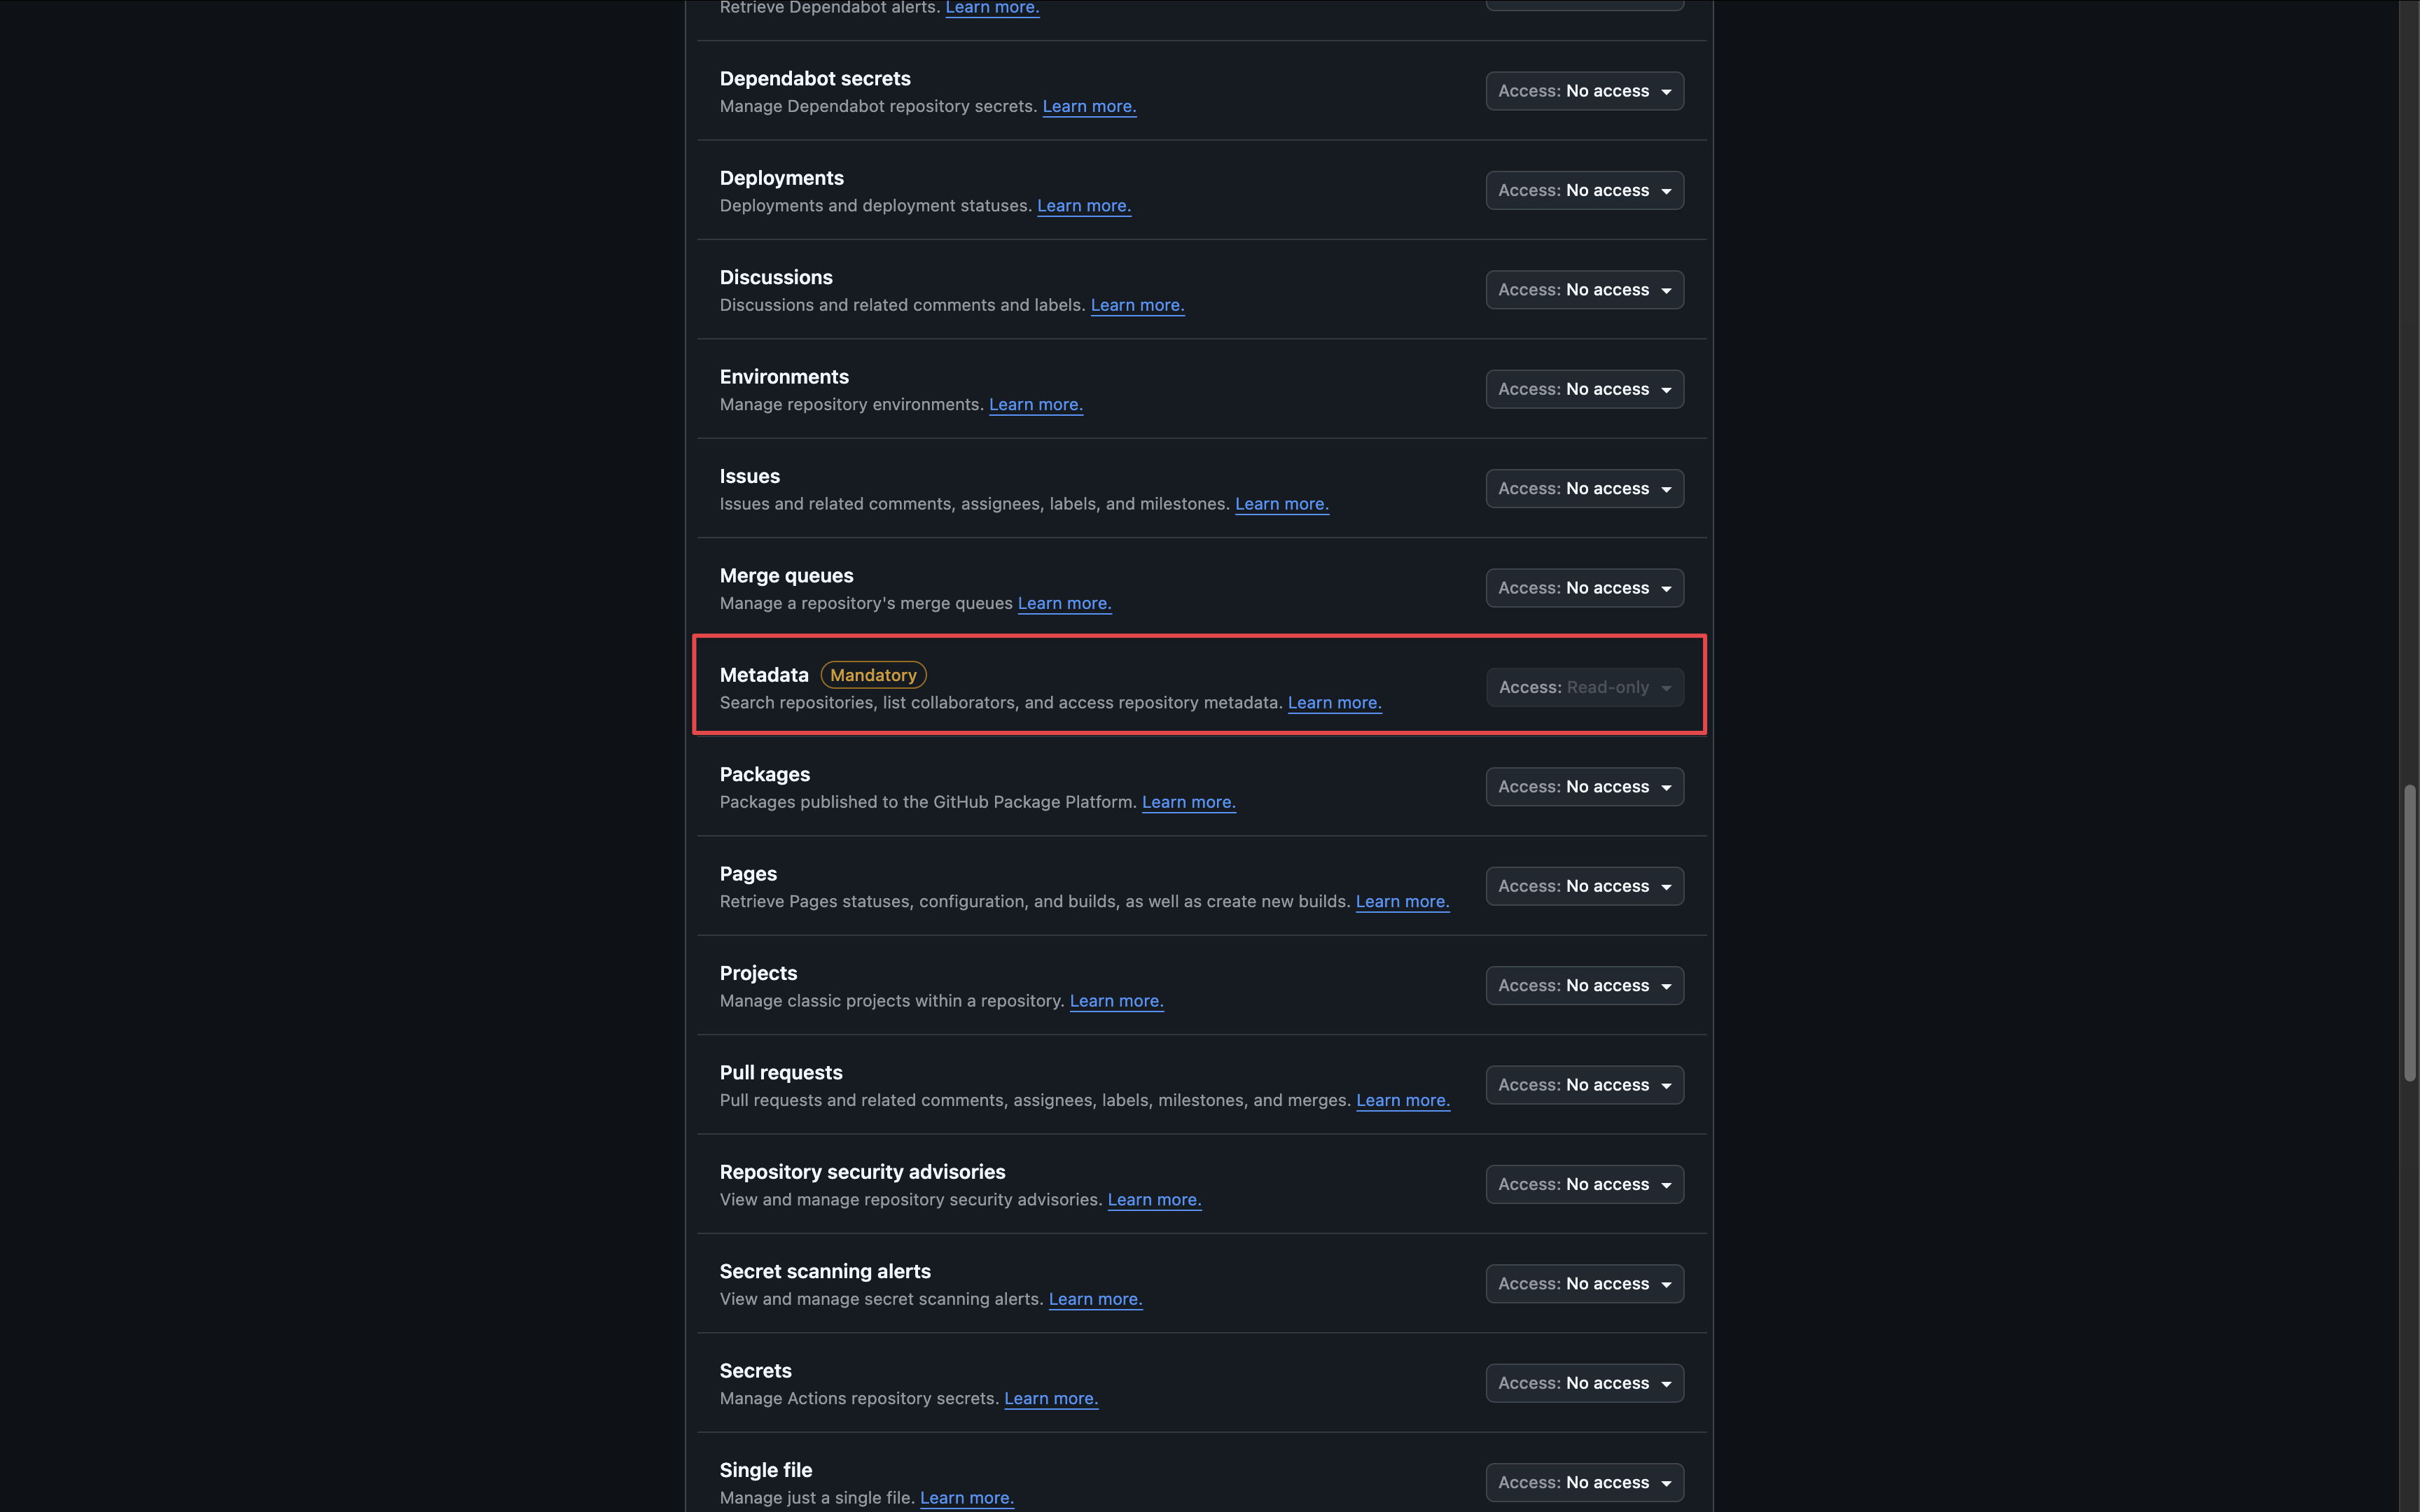 Retrieve Dependabot alerts. Learn more.
Dependabot secrets
Manage Dependabot repository secrets. Learn more.
Access: No access
Deployments
Deployments and deployment statuses. Learn more.
Access: No access
Discussions
Discussions and related comments and labels. Learn more.
Access: No access
Environments
Manage repository environments. Learn more.
Access: No access
Issues
Issues and related comments, assignees, labels, and milestones. Learn more.
Access: No access
Merge queues
Manage a repository's merge queues Learn more.
Access: No access
Metadata Mandatory
Search repositories, list collaborators, and access repository metadata. Learn more.
Access: Read-only
Packages
Packages published to the GitHub Package Platform. Learn more.
Access: No access
Pages
Retrieve Pages statuses, configuration, and builds, as well as create new builds. Learn more.
Access: No access
Projects
Manage classic projects within a repository. Learn more.
Access: No access
Pull requests
Pull requests and related comments, assignees, labels, milestones, and merges. Learn more.
Access: No access
Repository security advisories
View and manage repository security advisories. Learn more.
Access: No access
Secret scanning alerts
View and manage secret scanning alerts. Learn more.
Access: No access
Secrets
Manage Actions repository secrets. Learn more.
Access: No access
Single file
Manage just a single file. Learn more.
Access: No access